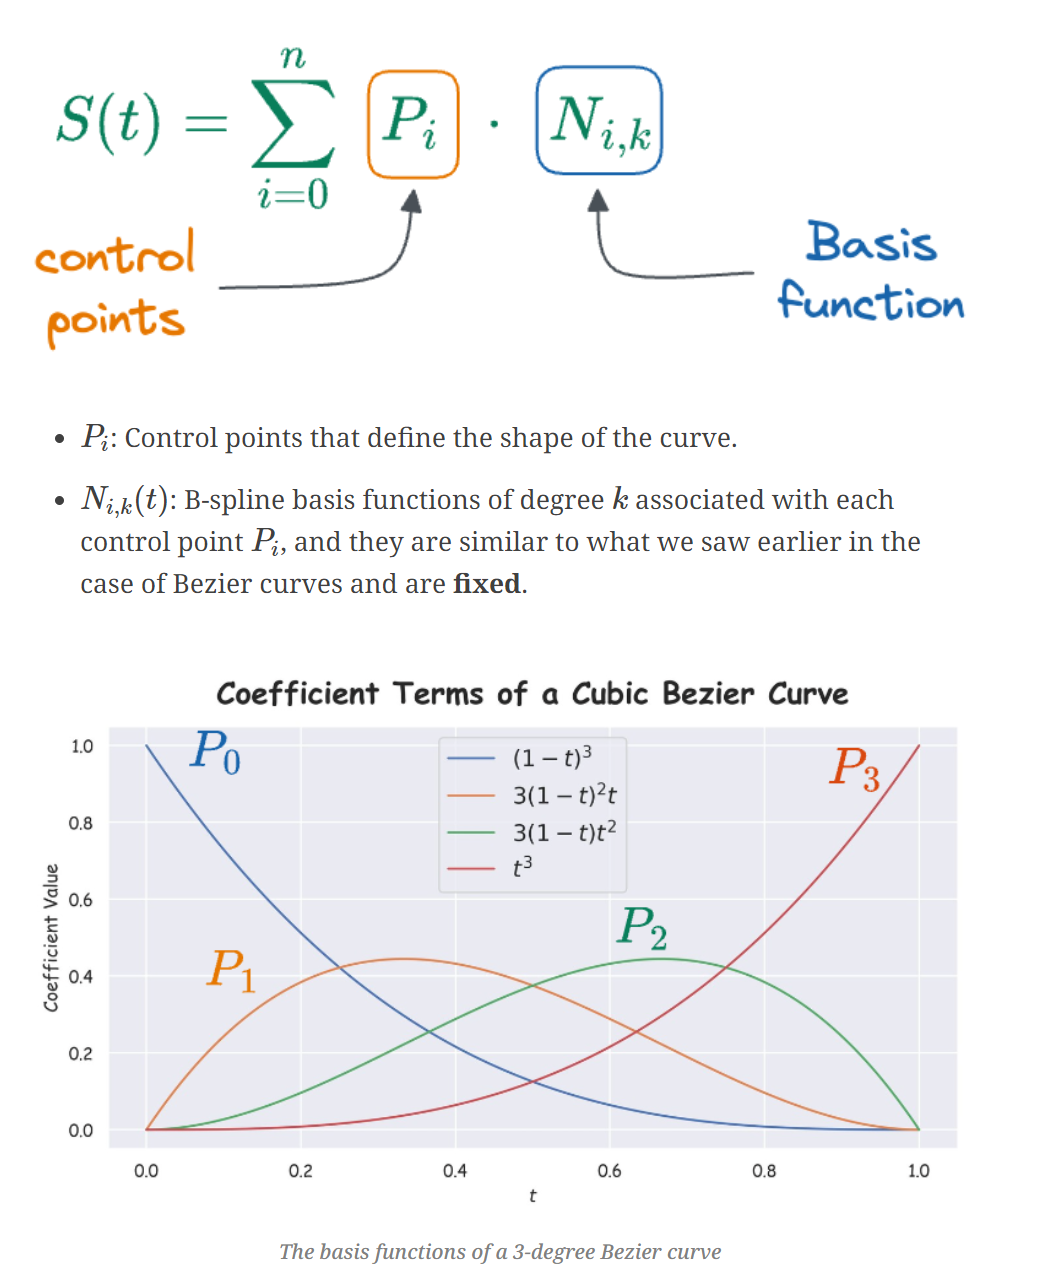 S(t) = \sum_{i=0}^{n} P_i \cdot N_{i,k}
control
points
Basis
function
• P_i: Control points that define the shape of the curve.
• N_{i,k}(t): B-spline basis functions of degree k associated with each
control point P_i, and they are similar to what we saw earlier in the
case of Bezier curves and are fixed.
Coefficient Terms of a Cubic Bezier Curve
P_0
P_3
P_1
P_2
(1 − t)^3
3(1 − t)^2t
3(1 − t)t^2
t^3
Coefficient Value
1.0
0.8
0.6
0.4
0.2
0.0
0.0 0.2 0.4 0.6 0.8 1.0
t
The basis functions of a 3-degree Bezier curve